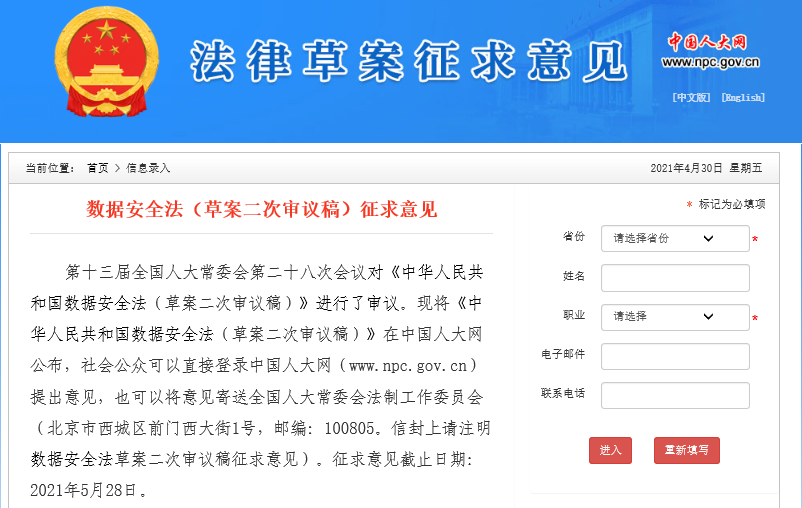 法律草案征求意见
中国人大网
www.npc.gov.cn
[中文版] [English]
当前位置： 首页 > 信息录入
2021年4月30日 星期五
数据安全法（草案二次审议稿）征求意见
第十三届全国人大常委会第二十八次会议对《中华人民共
和国数据安全法（草案二次审议稿）》进行了审议。现将《中
华人民共和国数据安全法（草案二次审议稿）》在中国人大网
公布，社会公众可以直接登录中国人大网（www.npc.gov.cn）
提出意见，也可以将意见寄送全国人大常委会法制工作委员会
（北京市西城区前门西大街1号，邮编：100805。信封上请注明
数据安全法草案二次审议稿征求意见）。征求意见截止日期：
2021年5月28日。
* 标记为必填项
省份 请选择省份 *
姓名
职业 请选择 *
电子邮件
联系电话
进入 重新填写